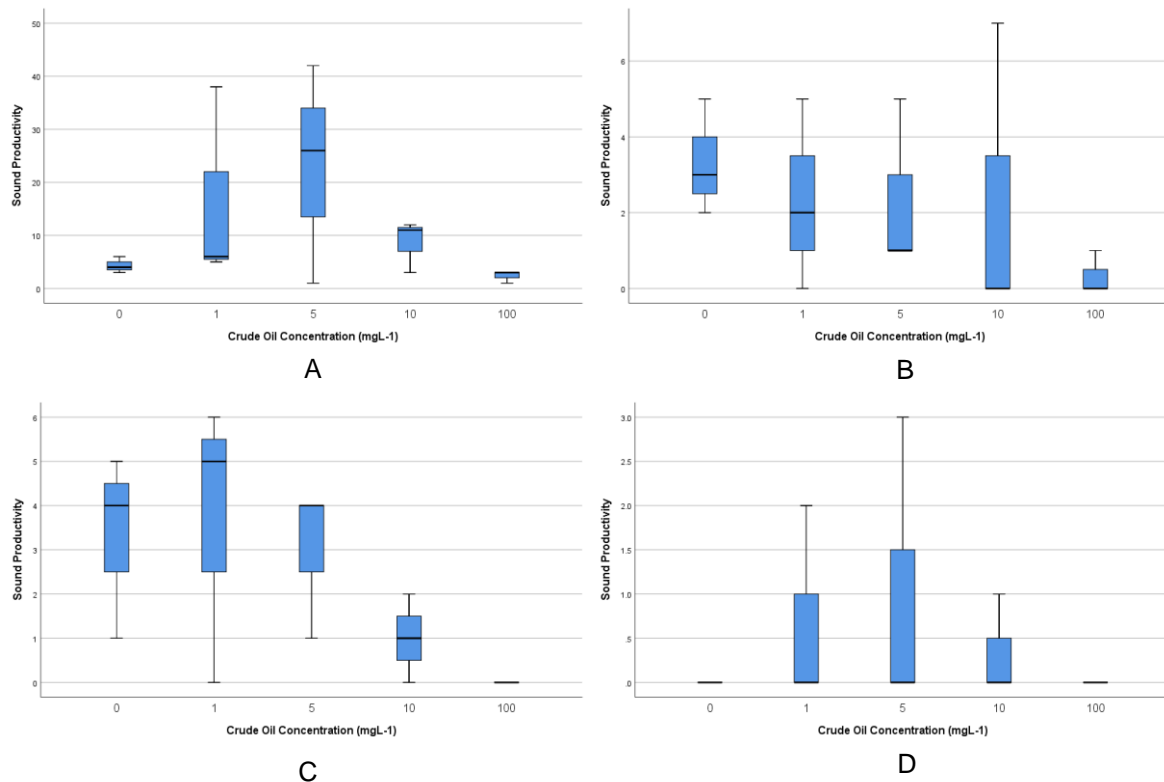 Sound Productivity
50
40
30
20
10
0
0 1 5 10 100
Crude Oil Concentration (mgL-1)
A
Sound Productivity
6
4
2
0
0 1 5 10 100
Crude Oil Concentration (mgL-1)
B
Sound Productivity
6
5
4
3
2
1
0
0 1 5 10 100
Crude Oil Concentration (mgL-1)
C
Sound Productivity
3.0
2.5
2.0
1.5
1.0
.5
.0
0 1 5 10 100
Crude Oil Concentration (mgL-1)
D